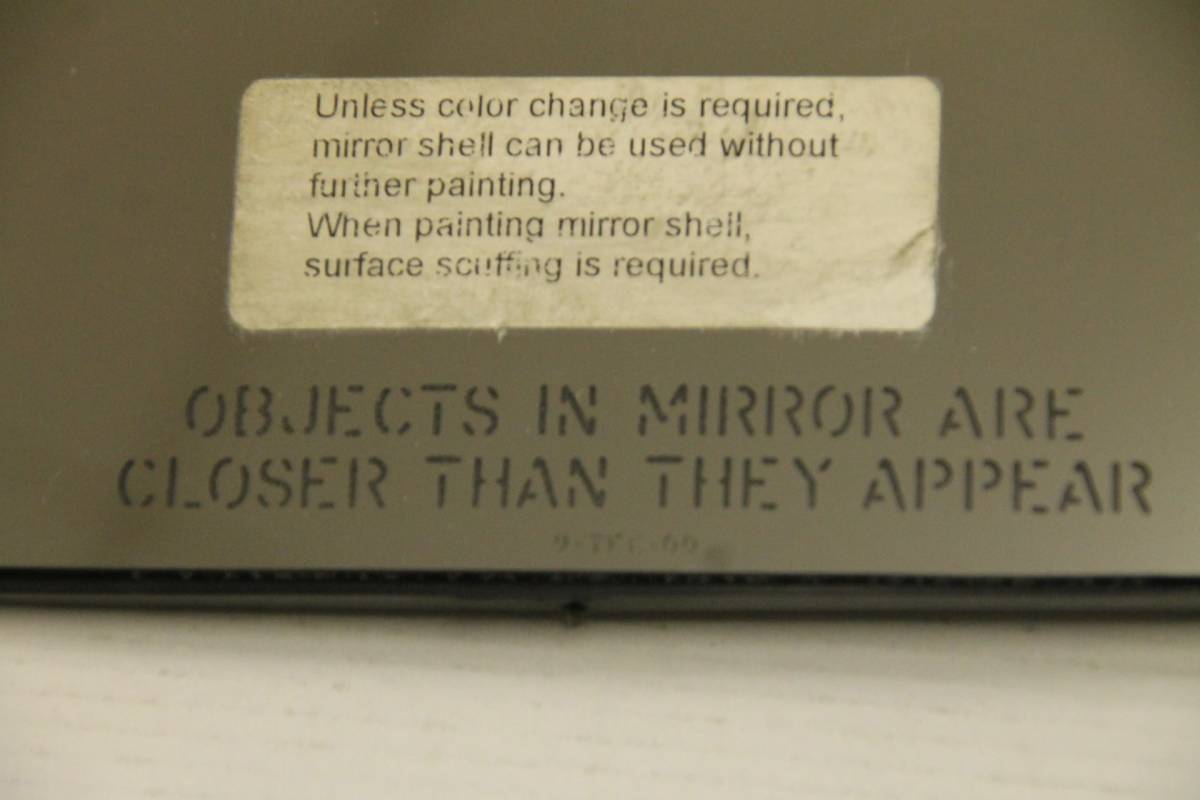 Unless color change is required,
mirror shell can be used without
further painting.
When painting mirror shell,
surface scuffing is required.
OBJECTS IN MIRROR ARE
CLOSER THAN THEY APPEAR